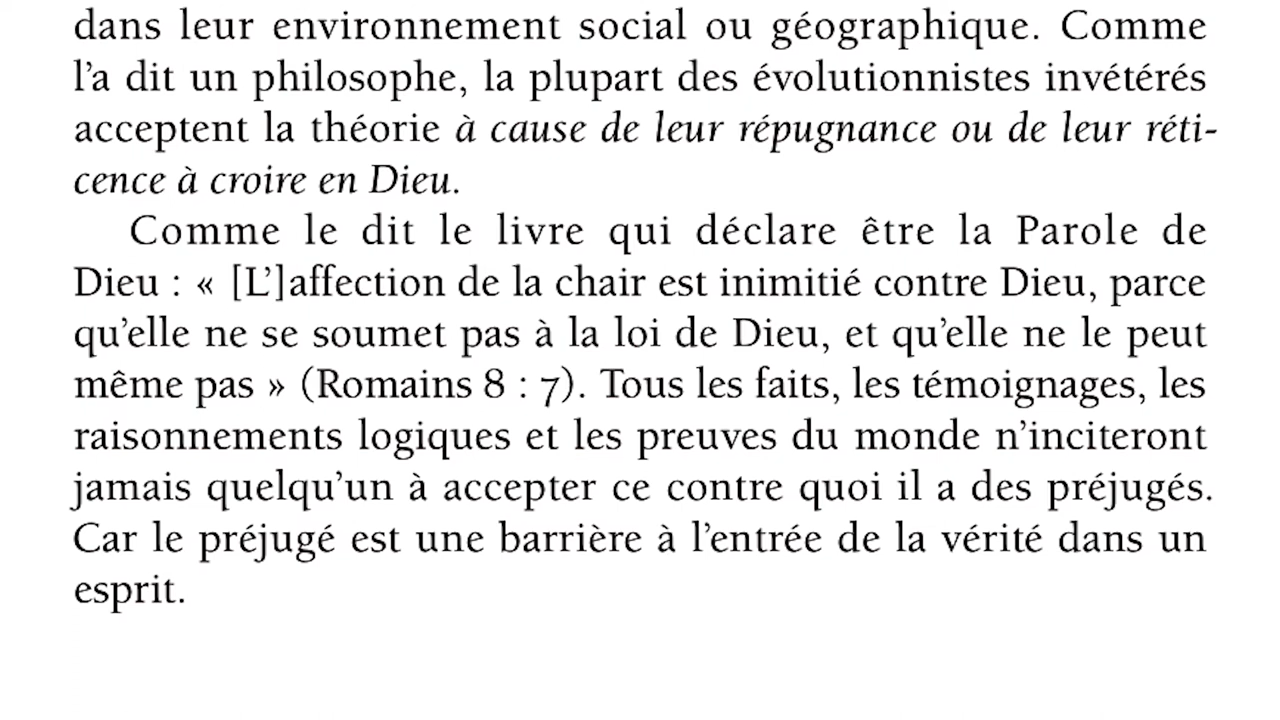 dans leur environnement social ou géographique. Comme
l’a dit un philosophe, la plupart des évolutionnistes invétérés
acceptent la théorie à cause de leur répugnance ou de leur réti-
cence à croire en Dieu.
Comme le dit le livre qui déclare être la Parole de
Dieu : « [L’]affection de la chair est inimitié contre Dieu, parce
qu’elle ne se soumet pas à la loi de Dieu, et qu’elle ne le peut
même pas » (Romains 8 : 7). Tous les faits, les témoignages, les
raisonnements logiques et les preuves du monde n’inciteront
jamais quelqu’un à accepter ce contre quoi il a des préjugés.
Car le préjugé est une barrière à l’entrée de la vérité dans un
esprit.